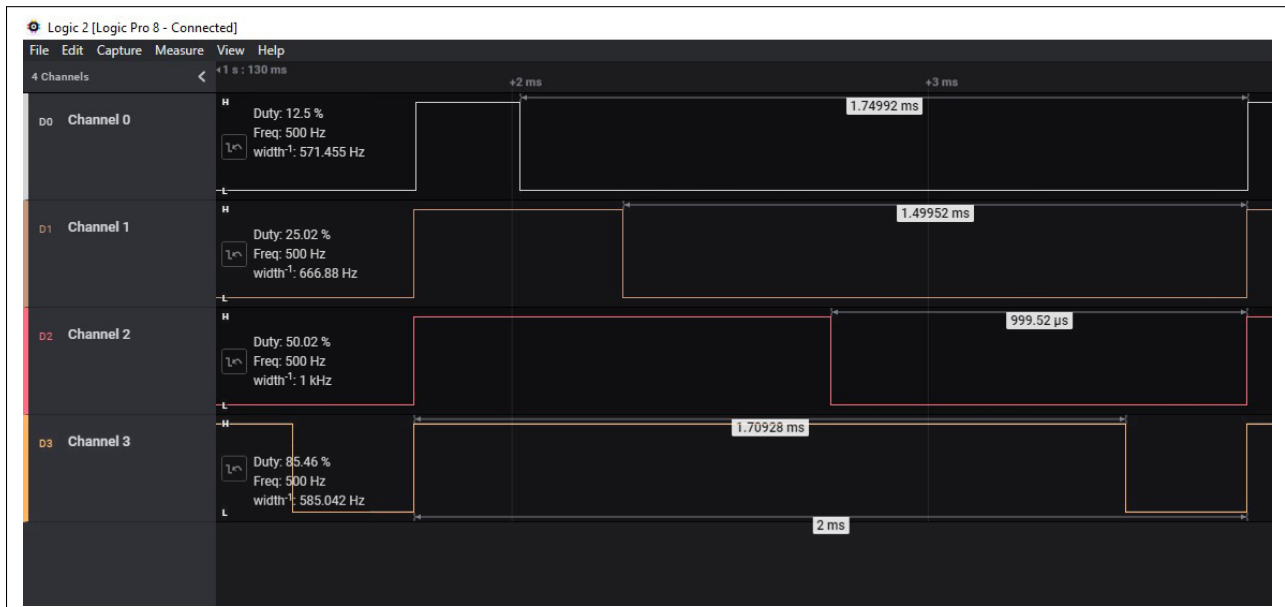 Logic 2 [Logic Pro 8 - Connected]
File Edit Capture Measure View Help
4 Channels
1 s : 130 ms
+2 ms
+3 ms
D0 Channel 0
H
Duty: 12.5 %
Freq: 500 Hz
width-1: 571.455 Hz
L
1.74992 ms
D1 Channel 1
H
Duty: 25.02 %
Freq: 500 Hz
width-1: 666.88 Hz
L
1.49952 ms
D2 Channel 2
H
Duty: 50.02 %
Freq: 500 Hz
width-1: 1 kHz
L
999.52 µs
D3 Channel 3
H
Duty: 85.46 %
Freq: 500 Hz
width-1: 585.042 Hz
L
1.70928 ms
2 ms